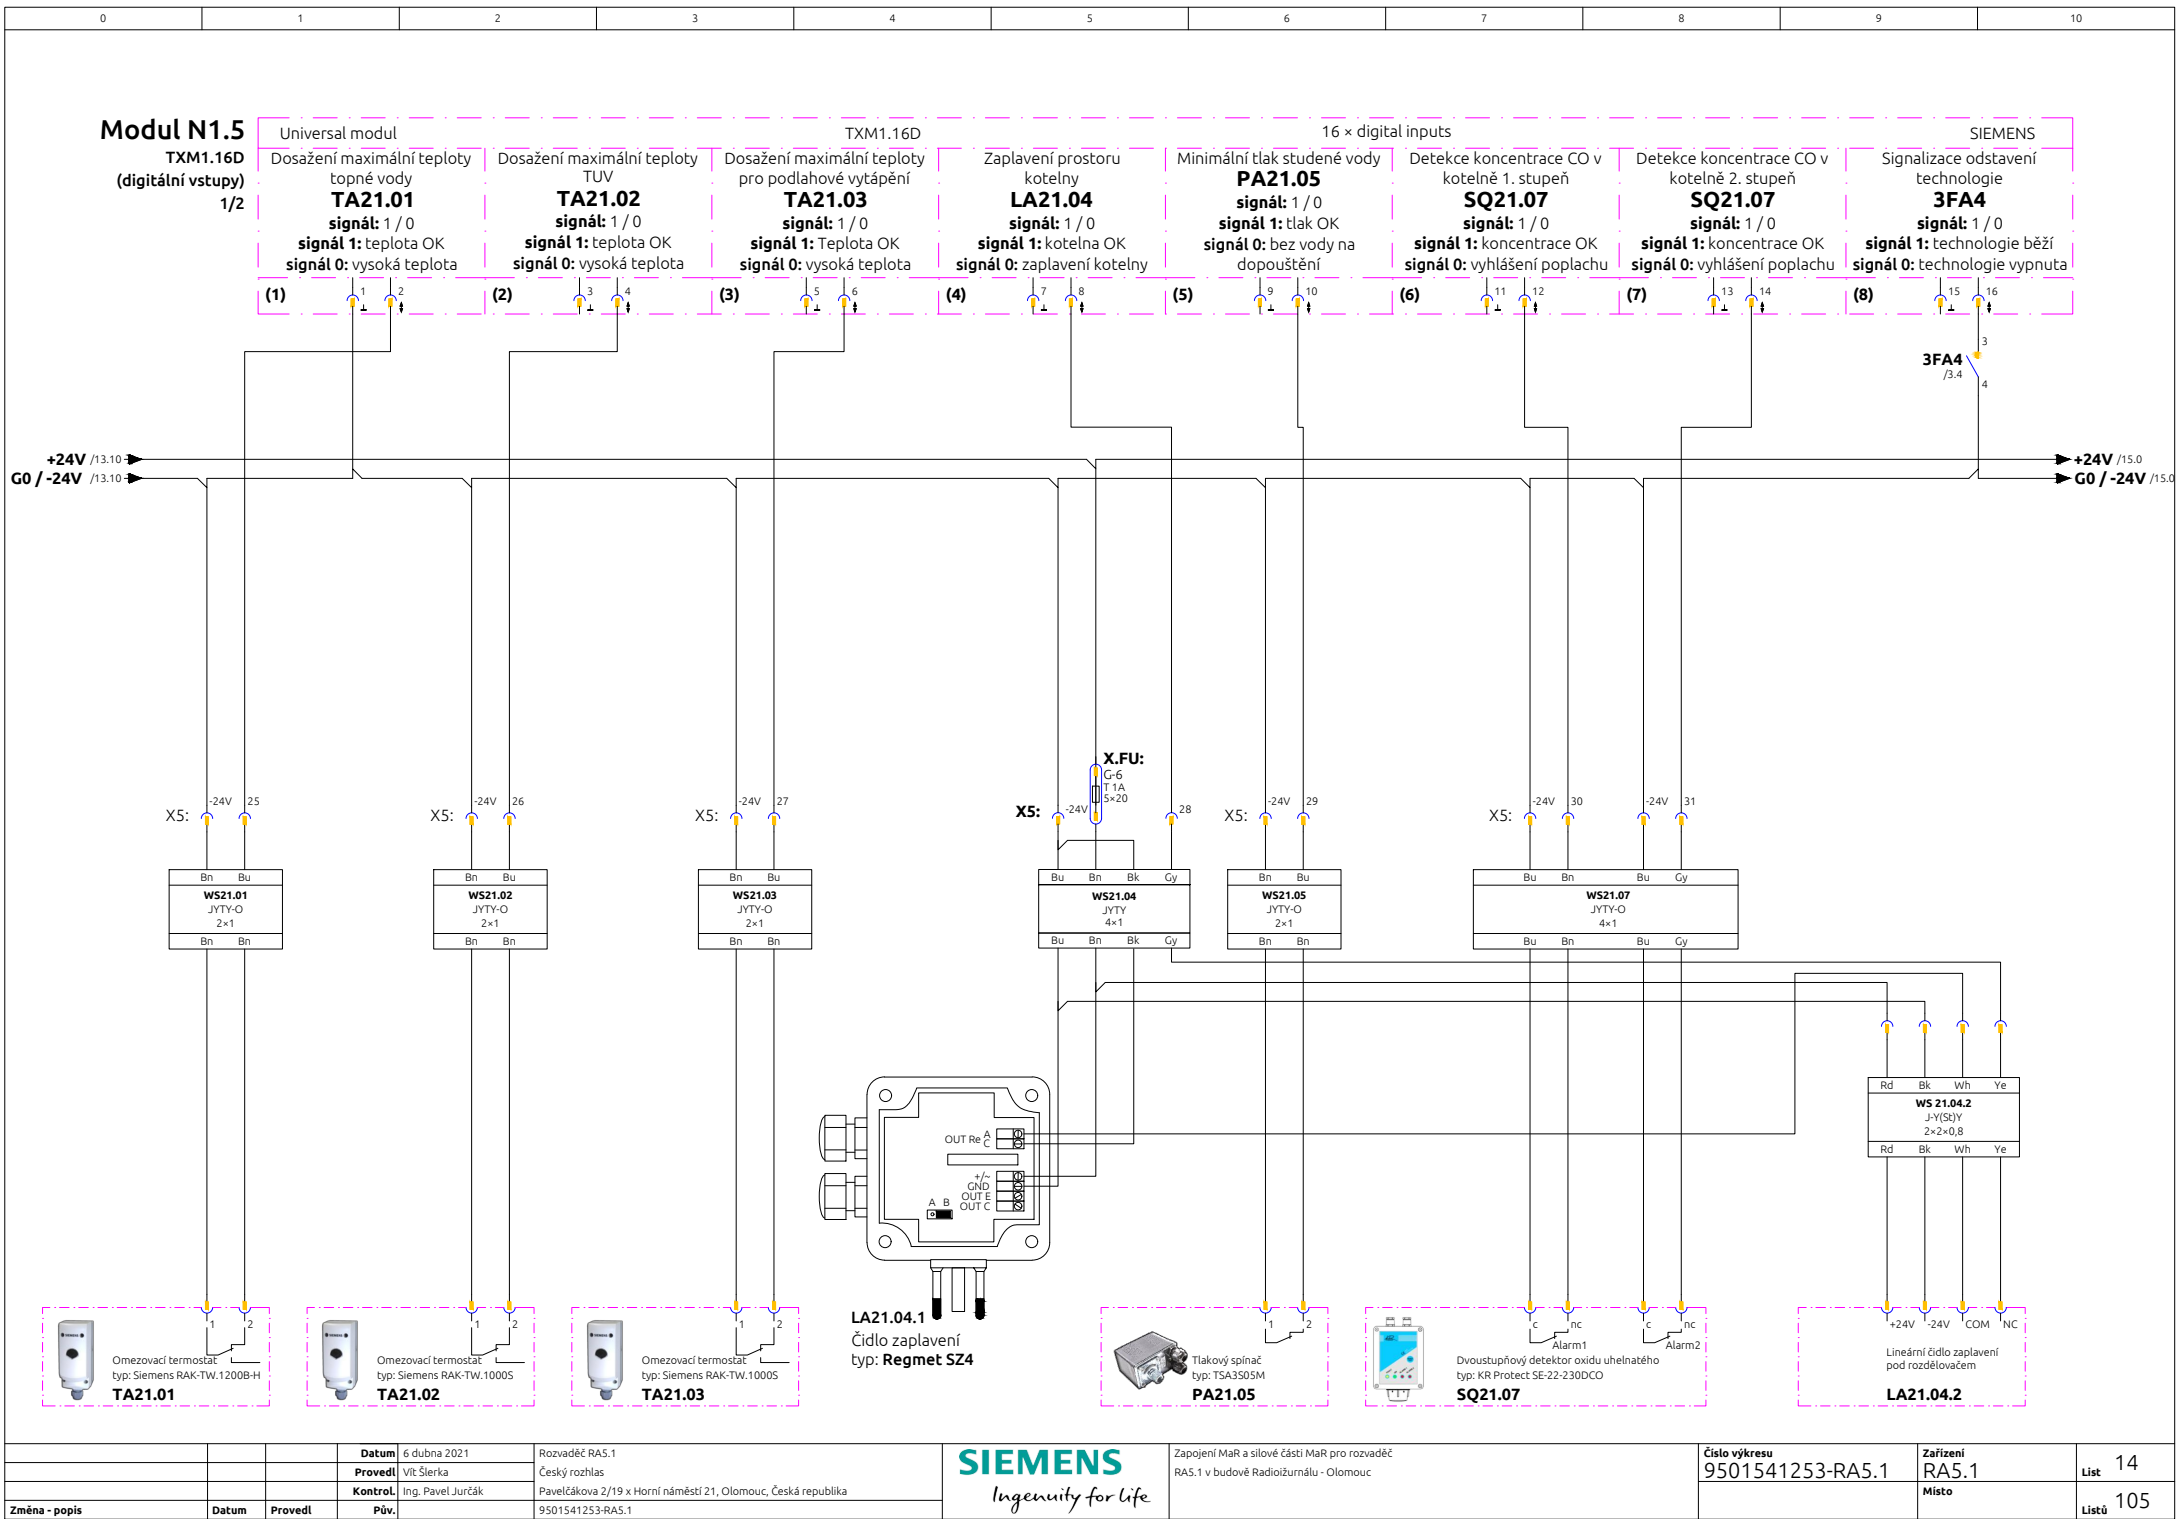 0 1 2 3 4 5 6 7 8 9 10
Modul N1.5
TXM1.16D
(digitální vstupy)
1/2
Universal modul TXM1.16D 16 × digital inputs SIEMENS
Dosažení maximální teploty
topné vody
TA21.01
signál: 1 / 0
signál 1: teplota OK
signál 0: vysoká teplota
(1) 1 2
Dosažení maximální teploty
TUV
TA21.02
signál: 1 / 0
signál 1: teplota OK
signál 0: vysoká teplota
(2) 3 4
Dosažení maximální teploty
pro podlahové vytápění
TA21.03
signál: 1 / 0
signál 1: Teplota OK
signál 0: vysoká teplota
(3) 5 6
Zaplavení prostoru
kotelny
LA21.04
signál: 1 / 0
signál 1: kotelna OK
signál 0: zaplavení kotelny
(4) 7 8
Minimální tlak studené vody
PA21.05
signál: 1 / 0
signál 1: tlak OK
signál 0: bez vody na
dopouštění
(5) 9 10
Detekce koncentrace CO v
kotelně 1. stupeň
SQ21.07
signál: 1 / 0
signál 1: koncentrace OK
signál 0: vyhlášení poplachu
(6) 11 12
Detekce koncentrace CO v
kotelně 2. stupeň
SQ21.07
signál: 1 / 0
signál 1: koncentrace OK
signál 0: vyhlášení poplachu
(7) 13 14
Signalizace odstavení
technologie
3FA4
signál: 1 / 0
signál 1: technologie běží
signál 0: technologie vypnuta
(8) 15 16
3
3FA4
/3.4
4
+24V /13.10
G0 / -24V /13.10
+24V /15.0
G0 / -24V /15.0
X.FU:
G-6
T 1A
5×20
X5: -24V 25
X5: -24V 26
X5: -24V 27
X5: -24V 28
X5: -24V 29
X5: -24V 30 -24V 31
Bn Bu
WS21.01
JYTY-O
2×1
Bn Bn
Bn Bu
WS21.02
JYTY-O
2×1
Bn Bn
Bn Bu
WS21.03
JYTY-O
2×1
Bn Bn
Bu Bn Bk Gy
WS21.04
JYTY
4×1
Bu Bn Bk Gy
Bn Bu
WS21.05
JYTY-O
2×1
Bn Bn
Bu Bn Bu Gy
WS21.07
JYTY-O
4×1
Bu Bn Bu Gy
Rd Bk Wh Ye
WS 21.04.2
J-Y(St)Y
2×2×0,8
Rd Bk Wh Ye
OUT Re A
C
+/~
GND
OUT E
OUT C
A B
LA21.04.1
Čidlo zaplavení
typ: Regmet SZ4
1 2
Omezovací termostat
typ: Siemens RAK-TW.1200B-H
TA21.01
1 2
Omezovací termostat
typ: Siemens RAK-TW.1000S
TA21.02
1 2
Omezovací termostat
typ: Siemens RAK-TW.1000S
TA21.03
1 2
Tlakový spínač
typ: TSA3S05M
PA21.05
c nc c nc
Alarm1 Alarm2
Dvoustupňový detektor oxidu uhelnatého
typ: KR Protect SE-22-230DCO
SQ21.07
+24V -24V COM NC
Lineární čidlo zaplavení
pod rozdělovačem
LA21.04.2
Datum 6 dubna 2021
Provedl Vít Šlerka
Kontrol. Ing. Pavel Jurčák
Změna - popis Datum Provedl Pův.
Rozvaděč RA5.1
Český rozhlas
Pavelčákova 2/19 x Horní náměstí 21, Olomouc, Česká republika
9501541253-RA5.1
SIEMENS
Ingenuity for life
Zapojení MaR a silové části MaR pro rozvaděč
RA5.1 v budově Radiožurnálu - Olomouc
Číslo výkresu
9501541253-RA5.1
Zařízení
RA5.1
Místo
List 14
Listů 105